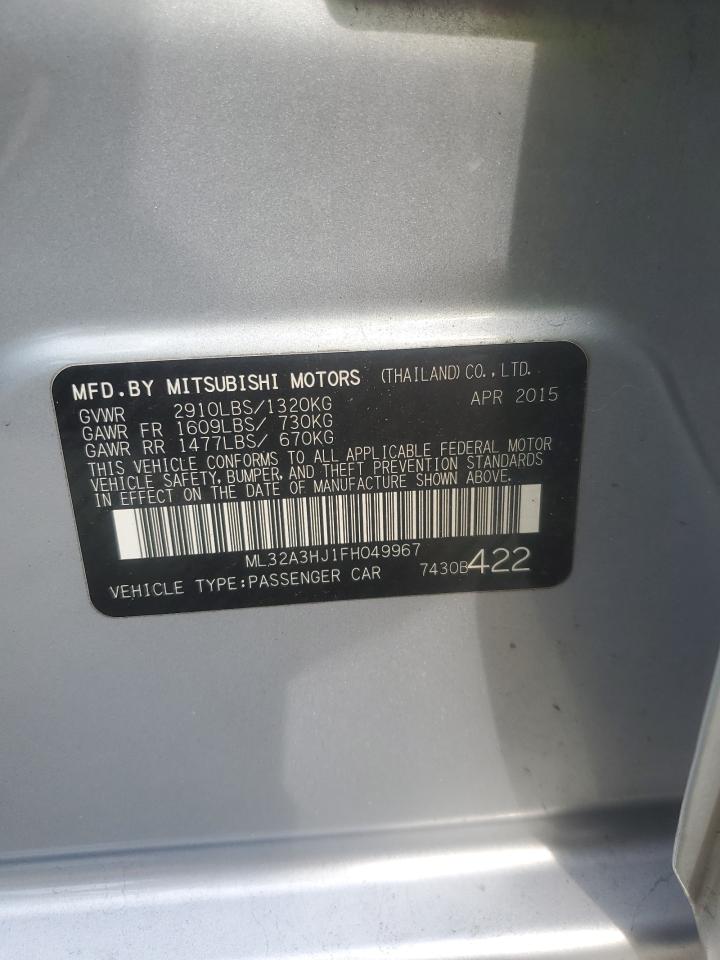 MFD.BY MITSUBISHI MOTORS (THAILAND) CO., LTD.
GVWR 2910LBS/1320KG APR 2015
GAWR FR 1609LBS/ 730KG
GAWR RR 1477LBS/ 670KG
THIS VEHICLE CONFORMS TO ALL APPLICABLE FEDERAL MOTOR
VEHICLE SAFETY, BUMPER, AND THEFT PREVENTION STANDARDS
IN EFFECT ON THE DATE OF MANUFACTURE SHOWN ABOVE.
ML32A3HJ1FH049967
VEHICLE TYPE:PASSENGER CAR 7430B422